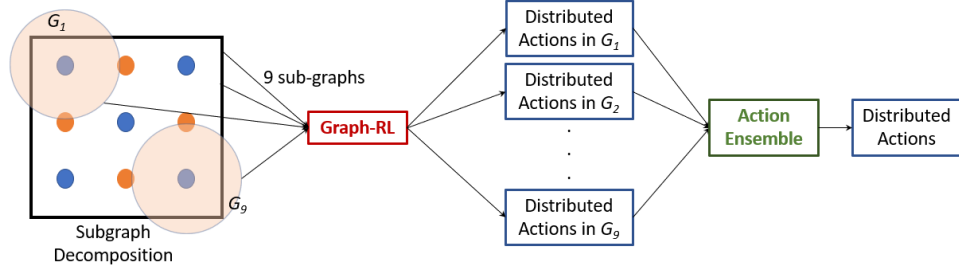 G1
9 sub-graphs
G9
Subgraph
Decomposition
Graph-RL
Distributed
Actions in G1
Distributed
Actions in G2
.
.
.
Distributed
Actions in G9
Action
Ensemble
Distributed
Actions